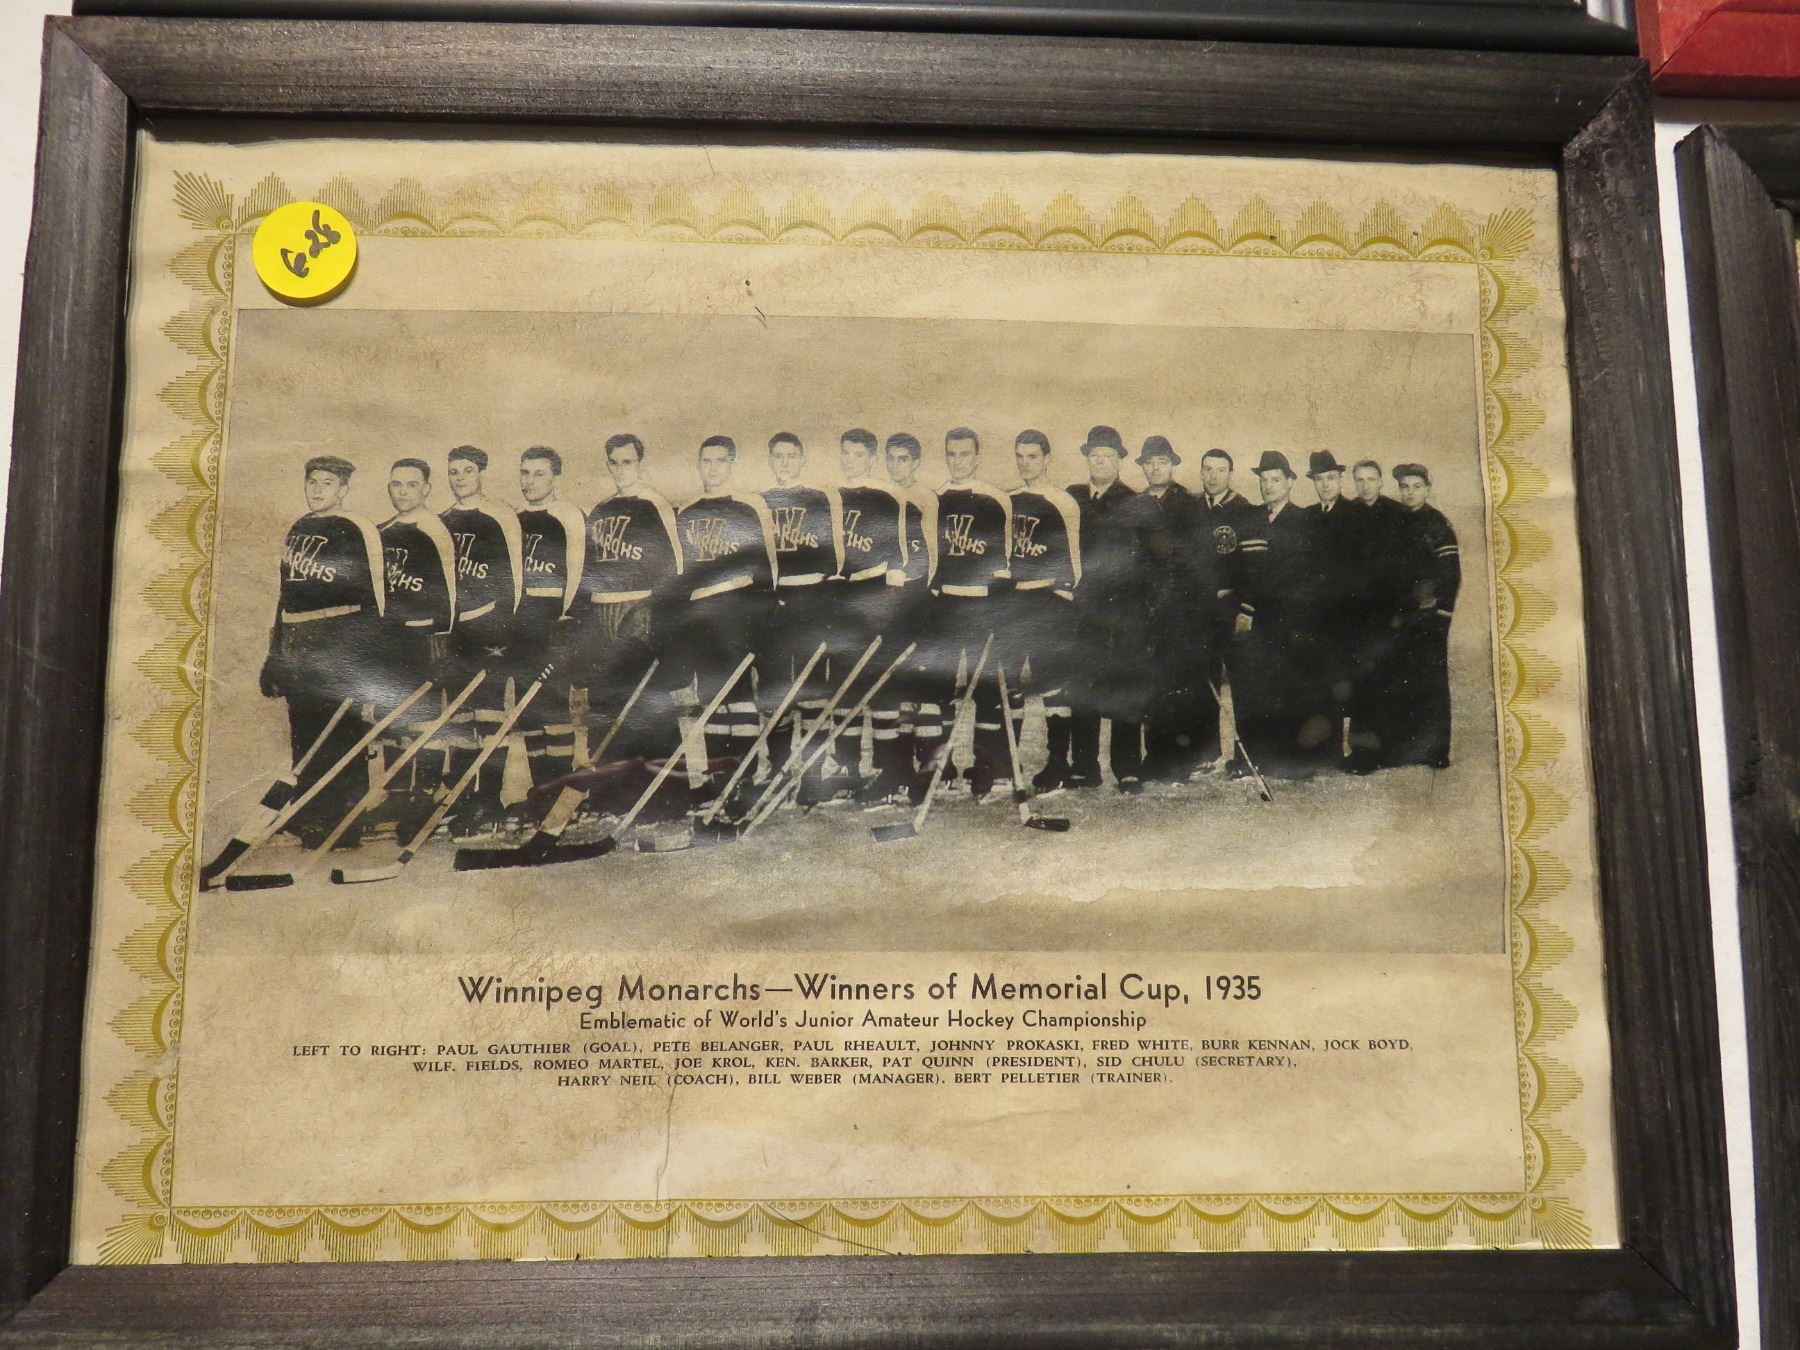 6-26
Winnipeg Monarchs—Winners of Memorial Cup, 1935
Emblematic of World's Junior Amateur Hockey Championship
LEFT TO RIGHT: PAUL GAUTHIER (GOAL), PETE BELANGER, PAUL RHEAULT, JOHNNY PROKASKI, FRED WHITE, BURR KENNAN, JOCK BOYD,
WILF. FIELDS, ROMEO MARTEL, JOE KROL, KEN. BARKER, PAT QUINN (PRESIDENT), SID CHULU (SECRETARY),
HARRY NEIL (COACH), BILL WEBER (MANAGER). BERT PELLETIER (TRAINER).